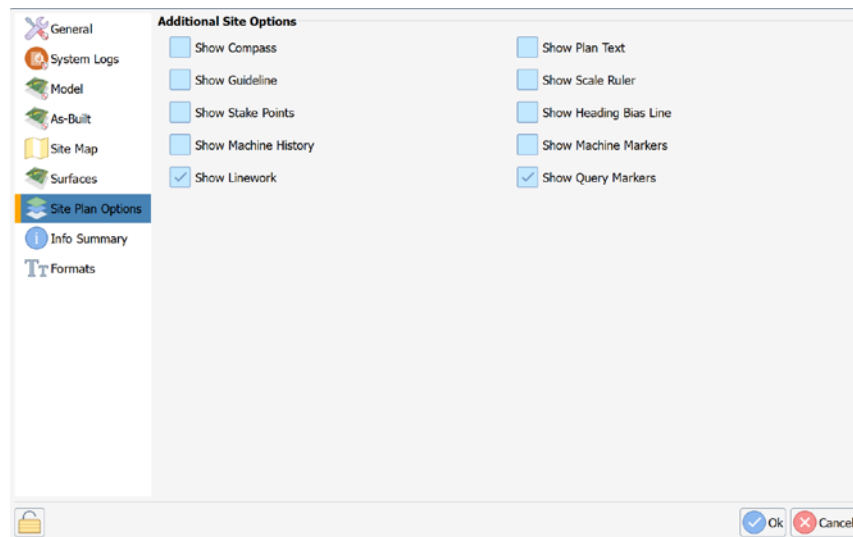 General
System Logs
Model
As-Built
Site Map
Surfaces
Site Plan Options
Info Summary
Formats
Additional Site Options
Show Compass
Show Plan Text
Show Guideline
Show Scale Ruler
Show Stake Points
Show Heading Bias Line
Show Machine History
Show Machine Markers
Show Linework
Show Query Markers
Ok
Cancel